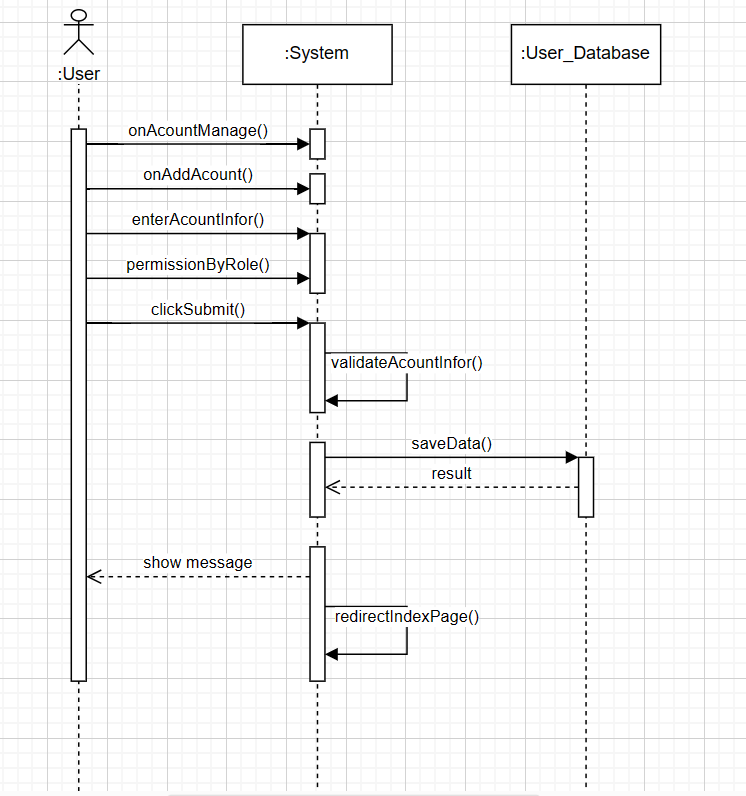 :User
:System
:User_Database
onAcountManage()
onAddAcount()
enterAcountInfor()
permissionByRole()
clickSubmit()
validateAcountInfor()
saveData()
result
show message
redirectIndexPage()